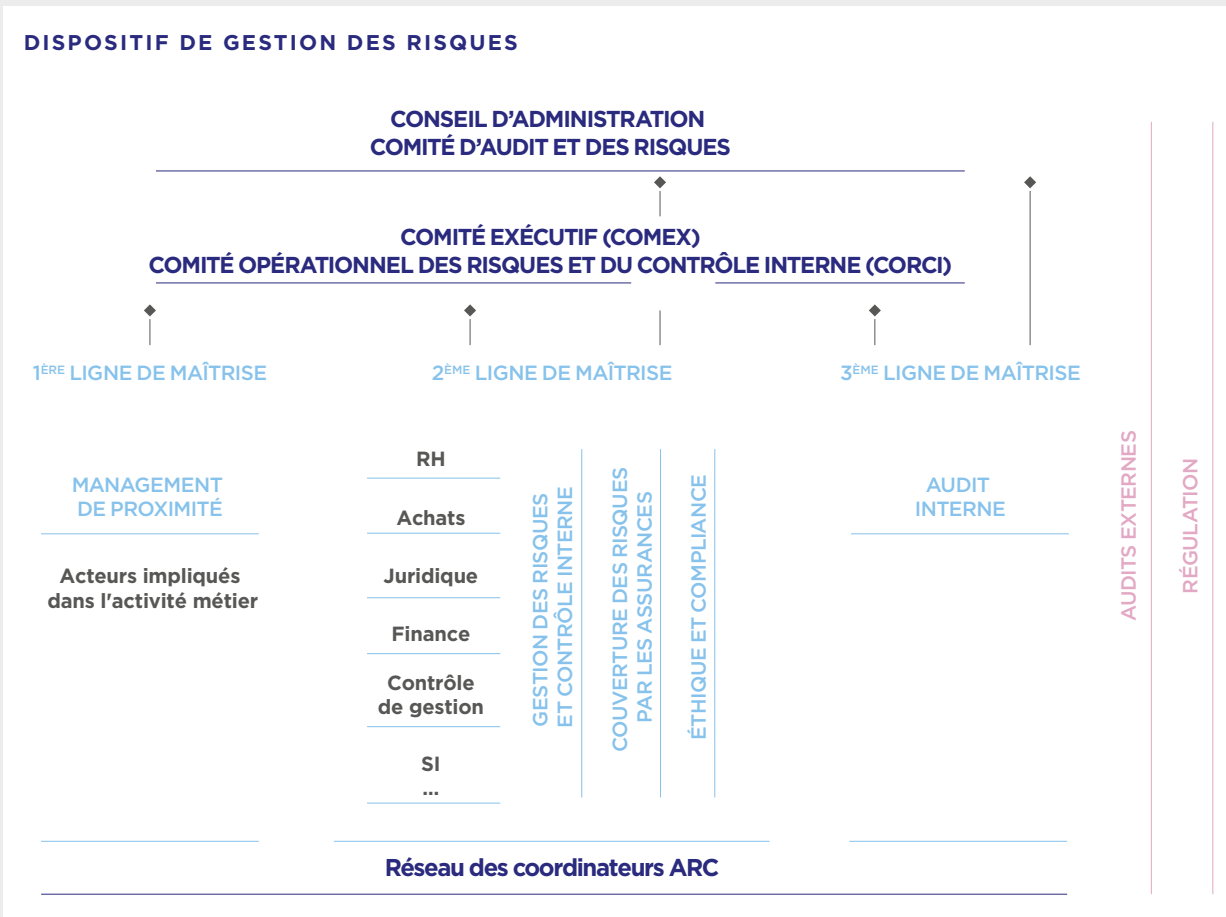 DISPOSITIF DE GESTION DES RISQUES
CONSEIL D'ADMINISTRATION
COMITÉ D'AUDIT ET DES RISQUES
COMITÉ EXÉCUTIF (COMEX)
COMITÉ OPÉRATIONNEL DES RISQUES ET DU CONTRÔLE INTERNE (CORCI)
1ÈRE LIGNE DE MAÎTRISE
2ÈME LIGNE DE MAÎTRISE
3ÈME LIGNE DE MAÎTRISE
MANAGEMENT
DE PROXIMITÉ
Acteurs impliqués
dans l'activité métier
RH
Achats
Juridique
Finance
Contrôle
de gestion
SI
...
GESTION DES RISQUES
ET CONTRÔLE INTERNE
COUVERTURE DES RISQUES
PAR LES ASSURANCES
ÉTHIQUE ET COMPLIANCE
AUDIT
INTERNE
AUDITS EXTERNES
RÉGULATION
Réseau des coordinateurs ARC